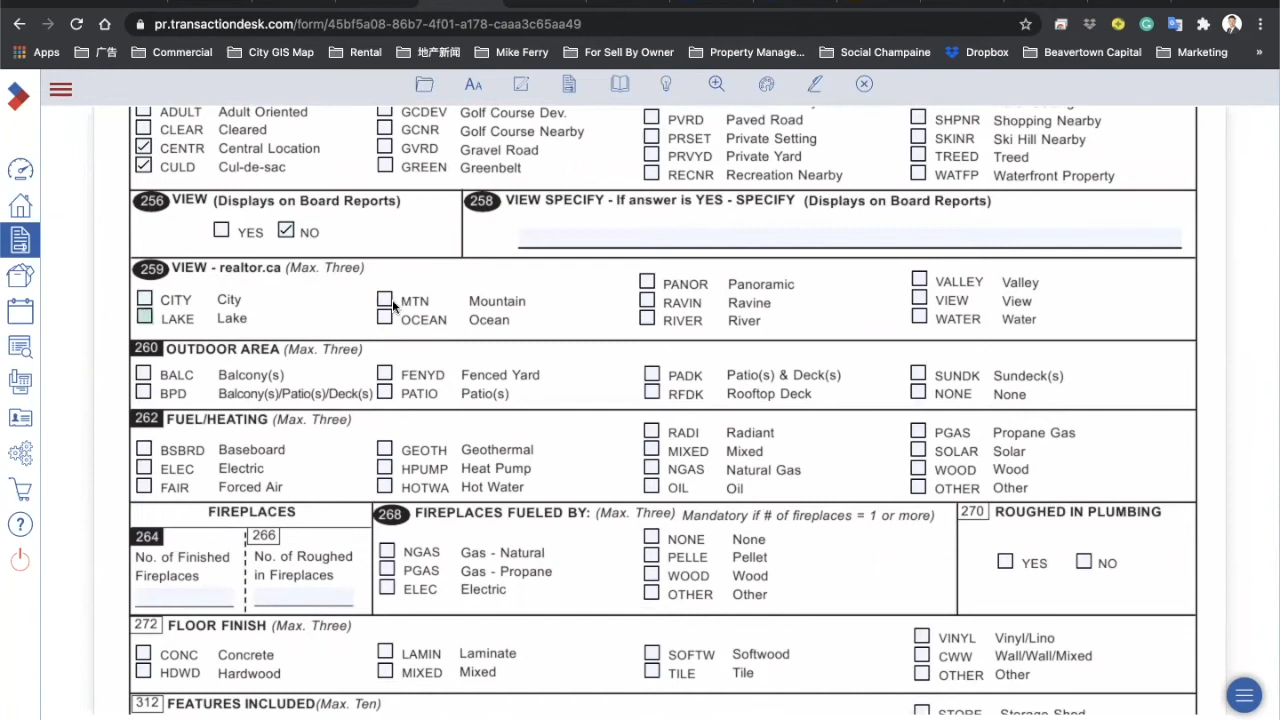 pr.transactiondesk.com/form/45bf5a08-86b7-4f01-a178-caaa3c65aa49
Apps 广告 Commercial City GIS Map Rental 地产新闻 Mike Ferry For Sell By Owner Property Manage... Social Champaine Dropbox Beavertown Capital Marketing »
ADULT Adult Oriented GCDEV Golf Course Dev. PVRD Paved Road SHPNR Shopping Nearby
CLEAR Cleared GCNR Golf Course Nearby PRSET Private Setting SKINR Ski Hill Nearby
CENTR Central Location GVRD Gravel Road PRVYD Private Yard TREED Treed
CULD Cul-de-sac GREEN Greenbelt RECNR Recreation Nearby WATFP Waterfront Property
256 VIEW (Displays on Board Reports) 258 VIEW SPECIFY - If answer is YES - SPECIFY (Displays on Board Reports)
YES NO
259 VIEW - realtor.ca (Max. Three)
PANOR Panoramic VALLEY Valley
CITY City MTN Mountain RAVIN Ravine VIEW View
LAKE Lake OCEAN Ocean RIVER River WATER Water
260 OUTDOOR AREA (Max. Three)
BALC Balcony(s) FENYD Fenced Yard PADK Patio(s) & Deck(s) SUNDK Sundeck(s)
BPD Balcony(s)/Patio(s)/Deck(s) PATIO Patio(s) RFDK Rooftop Deck NONE None
262 FUEL/HEATING (Max. Three)
RADI Radiant PGAS Propane Gas
BSBRD Baseboard GEOTH Geothermal MIXED Mixed SOLAR Solar
ELEC Electric HPUMP Heat Pump NGAS Natural Gas WOOD Wood
FAIR Forced Air HOTWA Hot Water OIL Oil OTHER Other
FIREPLACES 268 FIREPLACES FUELED BY: (Max. Three) Mandatory if # of fireplaces = 1 or more) 270 ROUGHED IN PLUMBING
264 266
No. of Finished Fireplaces
No. of Roughed in Fireplaces
NONE None
NGAS Gas - Natural PELLE Pellet YES NO
PGAS Gas - Propane WOOD Wood
ELEC Electric OTHER Other
272 FLOOR FINISH (Max. Three)
VINYL Vinyl/Lino
CONC Concrete LAMIN Laminate SOFTW Softwood CWW Wall/Wall/Mixed
HDWD Hardwood MIXED Mixed TILE Tile OTHER Other
312 FEATURES INCLUDED(Max. Ten)
STORE Storage Shed